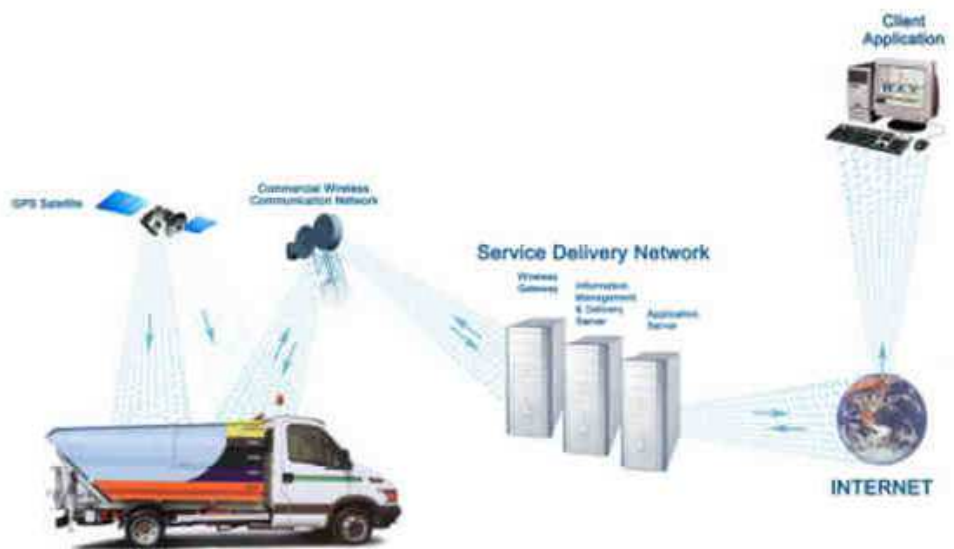 Client
Application
GPS Satellite
Commercial Wireless
Communication Network
Service Delivery Network
Wireless
Gateway
Information
Management
& Delivery
Server
Application
Server
INTERNET